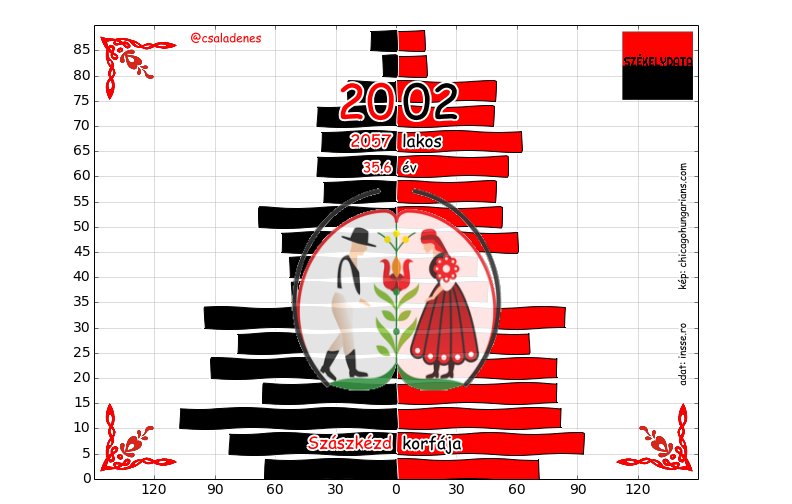 @csaladenes
SZÉKELYDATA
2002
2057 lakos
35.6 év
Szászkézd korfája
kép: chicagohungarians.com
adat: insse.ro
85
80
75
70
65
60
55
50
45
40
35
30
25
20
15
10
5
0
120 90 60 30 0 30 60 90 120